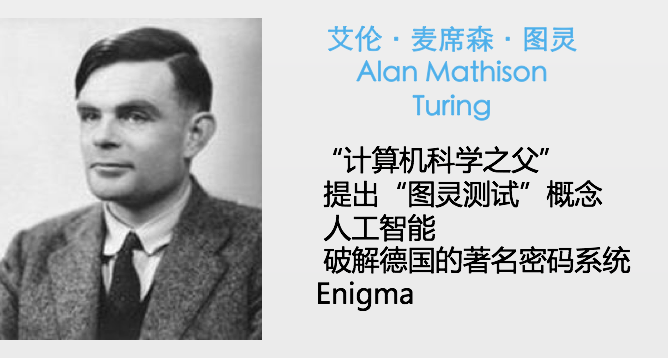 艾伦·麦席森·图灵
Alan Mathison
Turing
“计算机科学之父”
提出“图灵测试”概念
人工智能
破解德国的著名密码系统
Enigma